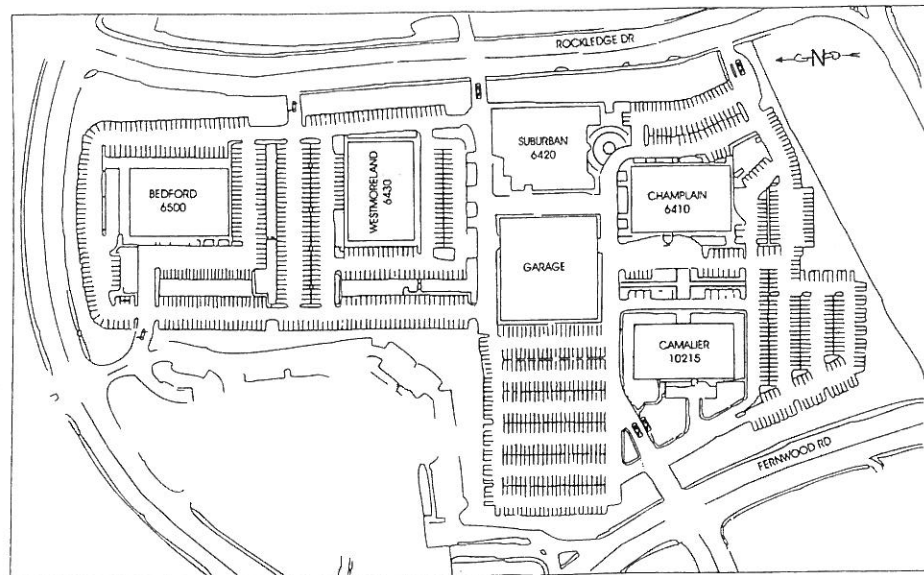 ROCKLEDGE DR
N
SUBURBAN
6420
BEDFORD
6500
WESTMORELAND
6430
CHAMPLAIN
6410
GARAGE
CAMALIER
10215
FERNWOOD RD